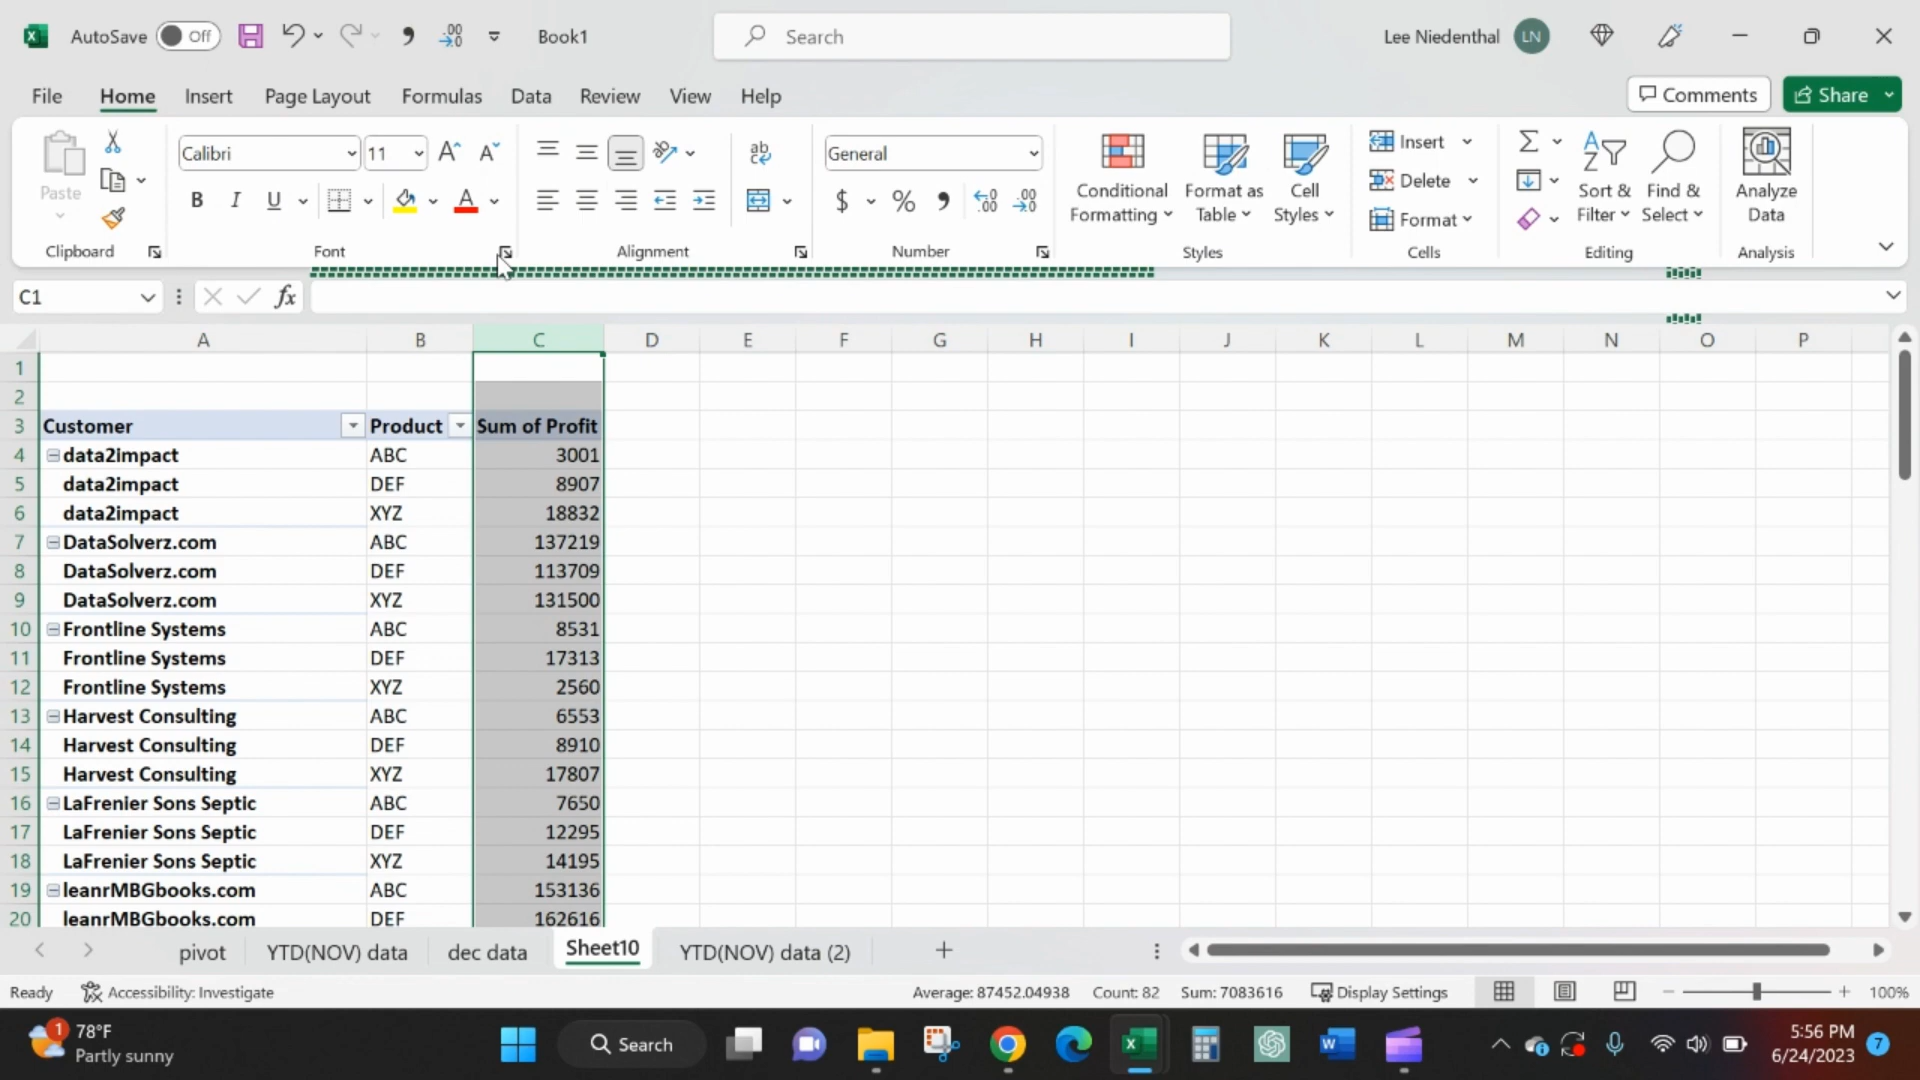 AutoSave Off Book1 Search Lee Niedenthal LN
File Home Insert Page Layout Formulas Data Review View Help Comments Share
Paste
Clipboard
Calibri 11 A A
B I U A
Font
ab
Alignment
General
$ % .00 .00
Number
Conditional Formatting
Format as Table
Cell Styles
Styles
Insert
Delete
Format
Cells
Sort & Filter
Find & Select
Editing
Analyze Data
Analysis
C1 fx
A B C D E F G H I J K L M N O P
1
2
3 Customer Product Sum of Profit
4 data2impact ABC 3001
5 data2impact DEF 8907
6 data2impact XYZ 18832
7 DataSolverz.com ABC 137219
8 DataSolverz.com DEF 113709
9 DataSolverz.com XYZ 131500
10 Frontline Systems ABC 8531
11 Frontline Systems DEF 17313
12 Frontline Systems XYZ 2560
13 Harvest Consulting ABC 6553
14 Harvest Consulting DEF 8910
15 Harvest Consulting XYZ 17807
16 LaFrenier Sons Septic ABC 7650
17 LaFrenier Sons Septic DEF 12295
18 LaFrenier Sons Septic XYZ 14195
19 leanrMBGbooks.com ABC 153136
20 leanrMBGbooks.com DEF 162616
pivot YTD(NOV) data dec data Sheet10 YTD(NOV) data (2)
Ready Accessibility: Investigate Average: 87452.04938 Count: 82 Sum: 7083616 Display Settings 100%
1 78°F
Partly sunny
Search
5:56 PM
6/24/2023 7